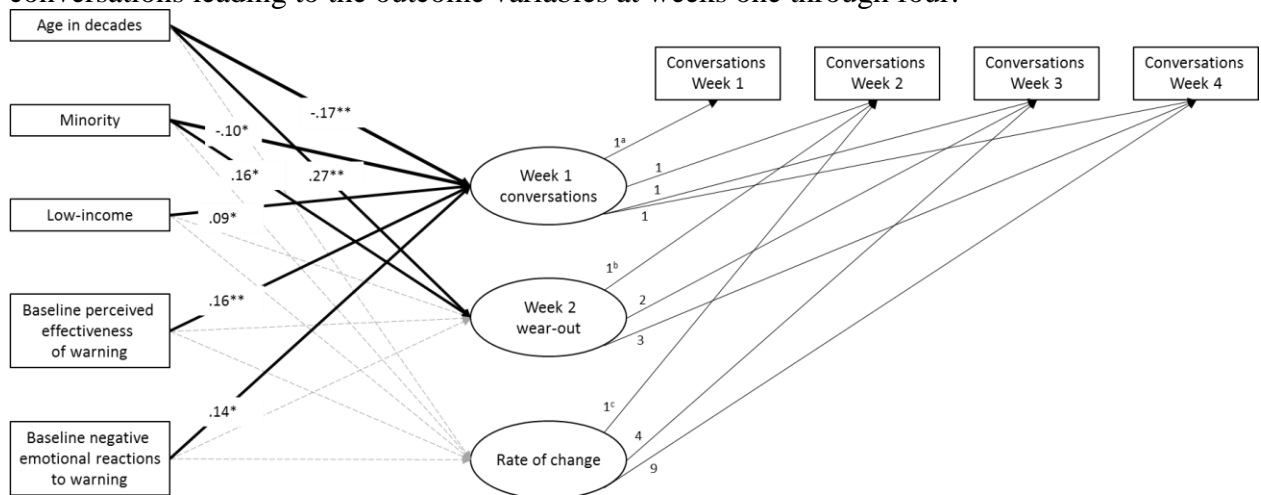 conversations leading to the outcome variables at weeks one through four.
Age in decades
Minority
Low-income
Baseline perceived
effectiveness
of warning
Baseline negative
emotional reactions
to warning
-.17**
-.10*
.16*
.27**
.09*
.16**
.14*
Week 1
conversations
Week 2
wear-out
Rate of change
1ᵃ
1
1
1
1ᵇ
2
3
1ᶜ
4
9
Conversations
Week 1
Conversations
Week 2
Conversations
Week 3
Conversations
Week 4